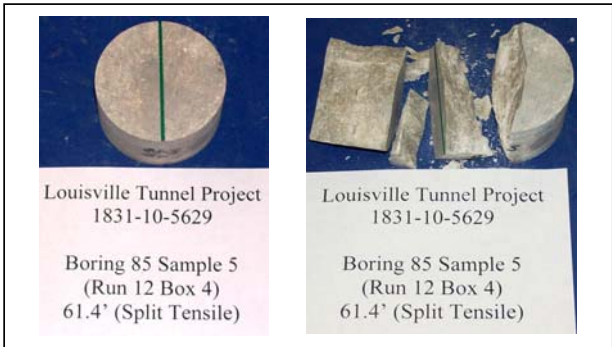 Louisville Tunnel Project
1831-10-5629
Boring 85 Sample 5
(Run 12 Box 4)
61.4' (Split Tensile)
Louisville Tunnel Project
1831-10-5629
Boring 85 Sample 5
(Run 12 Box 4)
61.4' (Split Tensile)